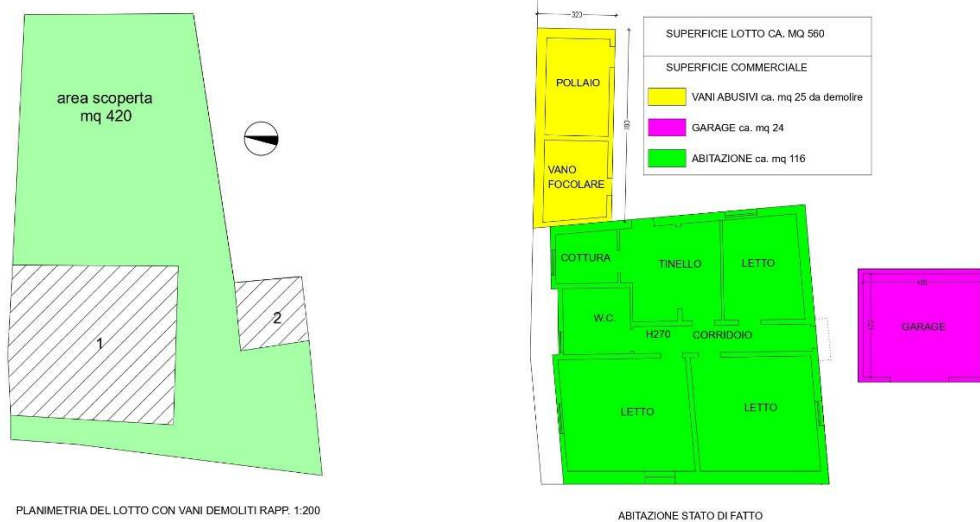 area scoperta
mq 420
1
2
PLANIMETRIA DEL LOTTO CON VANI DEMOLITI RAPP. 1:200
320
SUPERFICIE LOTTO CA. MQ 560
SUPERFICIE COMMERCIALE
VANI ABUSIVI ca. mq 25 da demolire
GARAGE ca. mq 24
ABITAZIONE ca. mq 116
POLLAIO
VANO
FOCOLARE
COTTURA
TINELLO
LETTO
W.C.
H270
CORRIDOIO
LETTO
LETTO
GARAGE
ABITAZIONE STATO DI FATTO